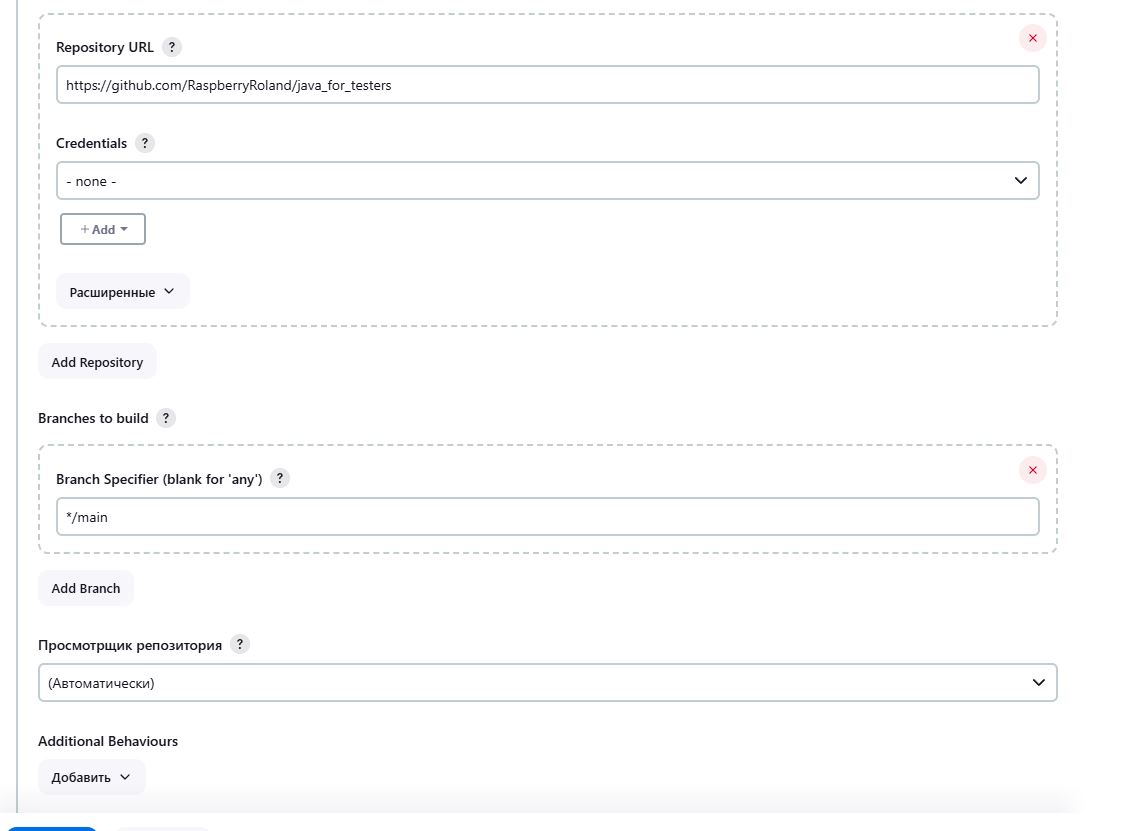 Repository URL ?
https://github.com/RaspberryRoland/java_for_testers
Credentials ?
- none -
+ Add
Расширенные
Add Repository
Branches to build ?
Branch Specifier (blank for 'any') ?
*/main
Add Branch
Просмотрщик репозитория ?
(Автоматически)
Additional Behaviours
Добавить